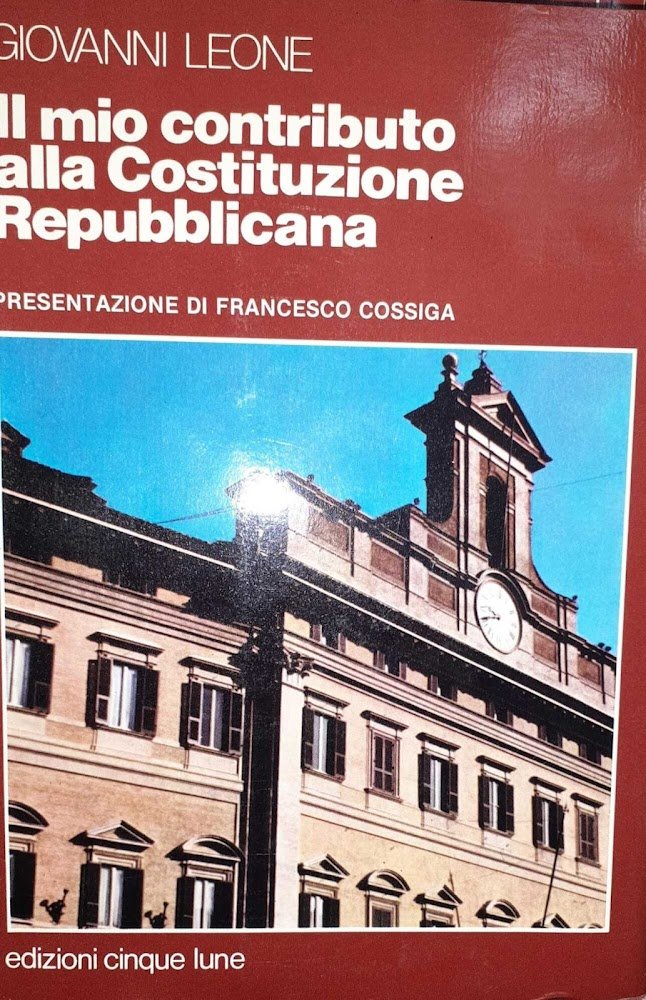 GIOVANNI LEONE
Il mio contributo
alla Costituzione
Repubblicana
PRESENTAZIONE DI FRANCESCO COSSIGA
edizioni cinque lune